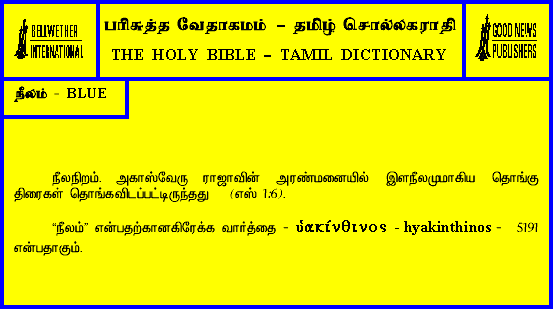 BELLWETHER
INTERNATIONAL
பரிசுத்த வேதாகமம் – தமிழ் சொல்லகராதி
THE HOLY BIBLE – TAMIL DICTIONARY
GOOD NEWS
PUBLISHERS
நீலம் - BLUE
நீலநிறம். அகாஸ்வேரு ராஜாவின் அரண்மனையில் இளநீலமுமாகிய தொங்கு
திரைகள் தொங்கவிடப்பட்டிருந்தது (எஸ் 1:6).
“நீலம்” என்பதற்கானகிரேக்க வார்த்தை - ὑακίνθινος - hyakinthinos - 5191
என்பதாகும்.